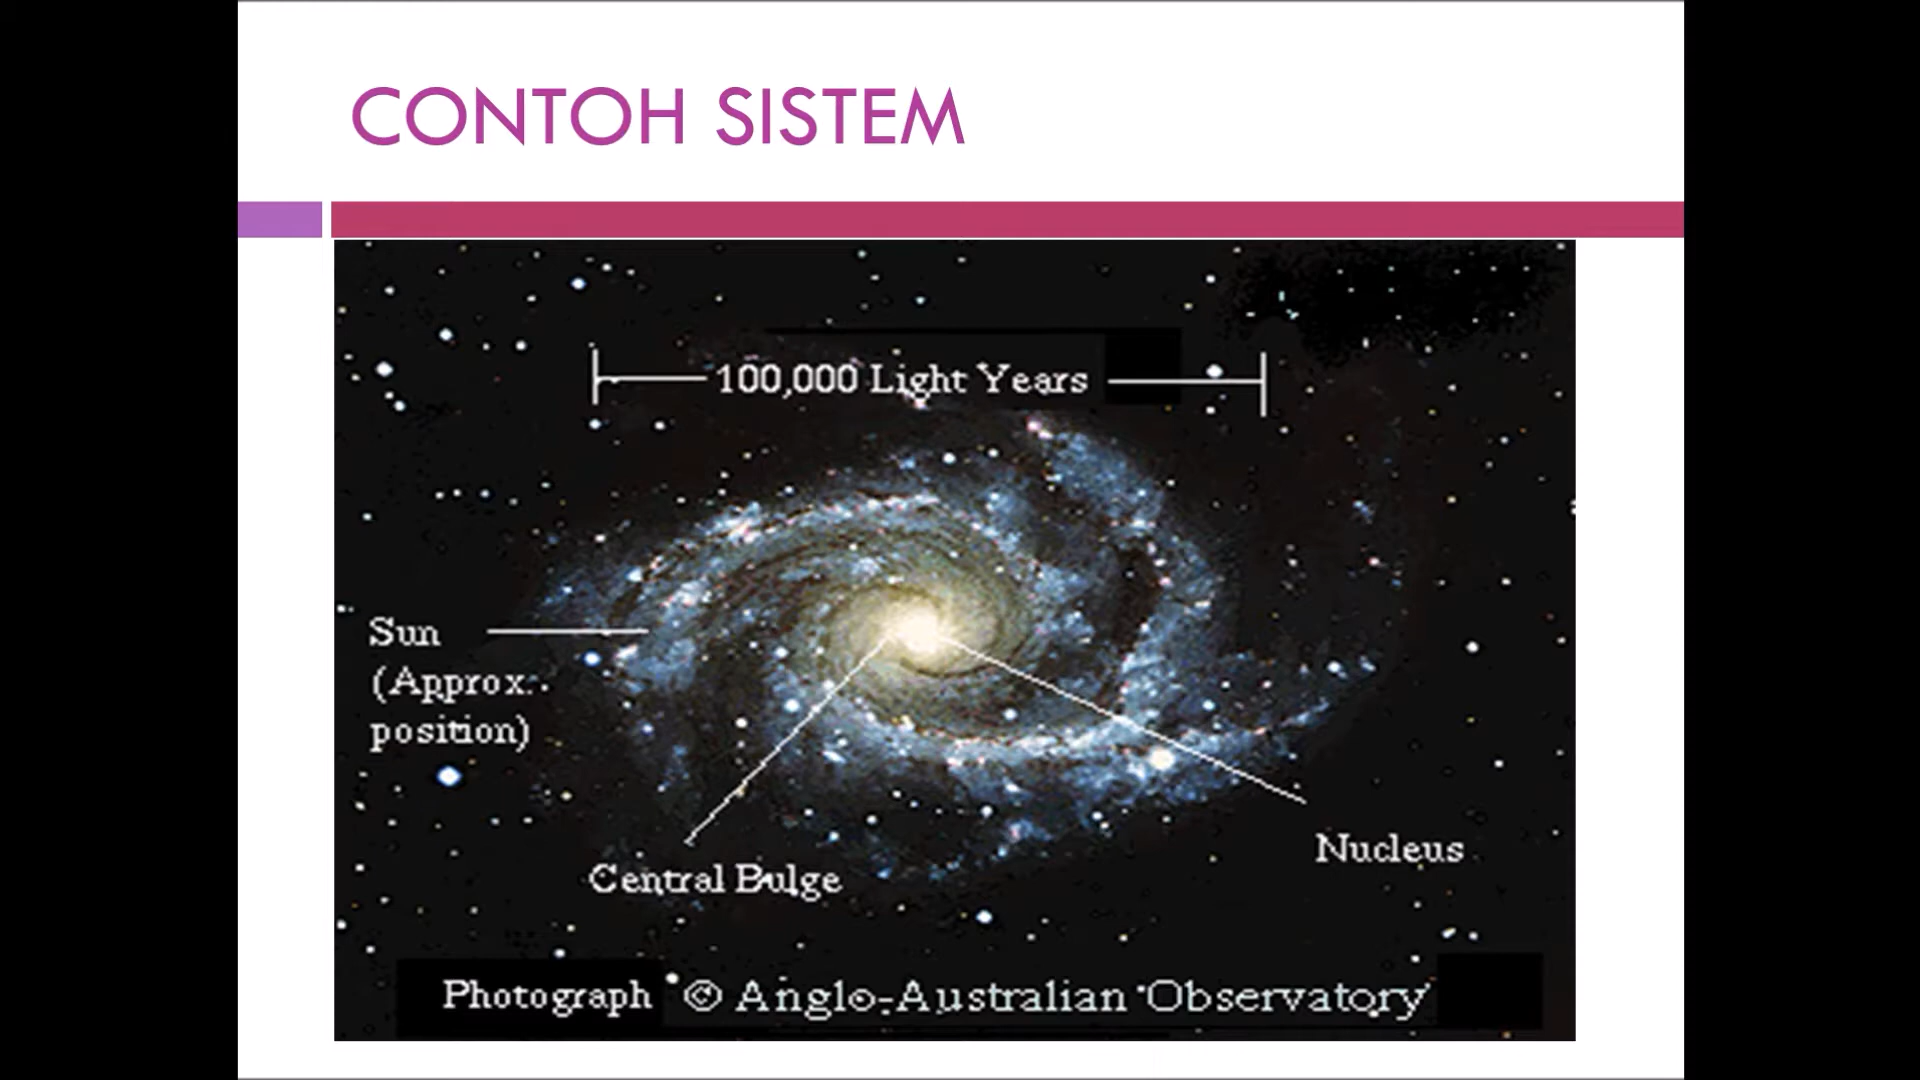 CONTOH SISTEM
100,000 Light Years
Sun
(Approx.
position)
Central Bulge
Nucleus
Photograph © Anglo-Australian Observatory